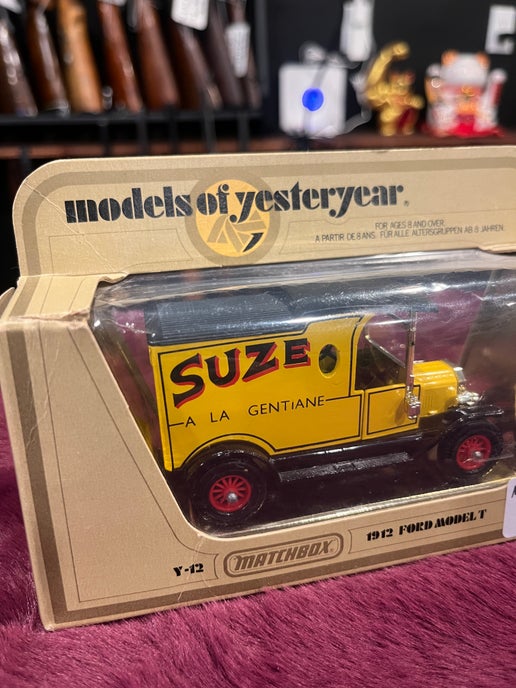 models of yesteryear
FOR AGES 8 AND OVER.
A PARTIR DE 8 ANS. FÜR ALLE ALTERSGRUPPEN AB 8 JAHREN.
SUZE
A LA GENTIANE
Y-12
MATCHBOX
1912 FORD MODEL T